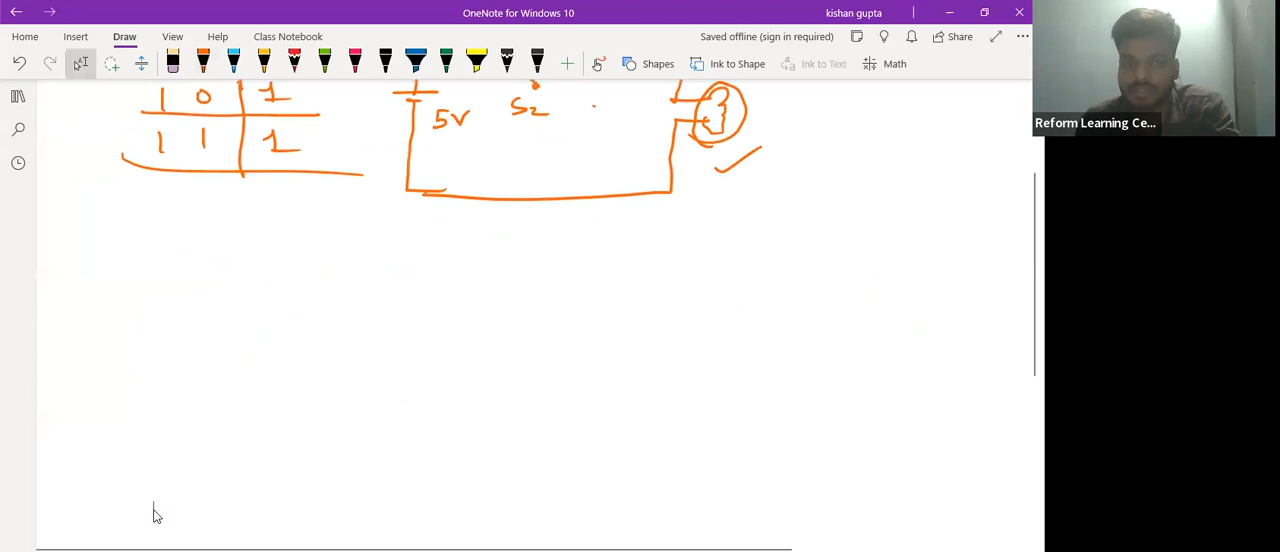 OneNote for Windows 10
kishan gupta
Home Insert Draw View Help Class Notebook
Saved offline (sign in required)
Share
Shapes
Ink to Shape
Ink to Text
Math
Reform Learning Ce...
1 0 1
1 1 1
5V
S2